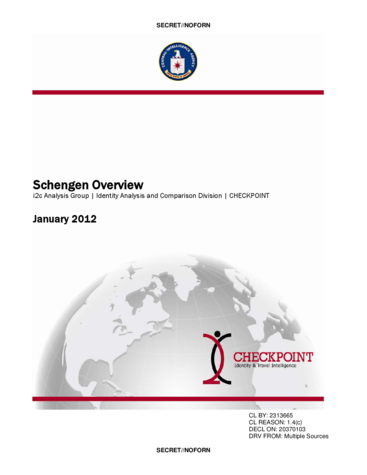 SECRET//NOFORN
Schengen Overview
i2c Analysis Group | Identity Analysis and Comparison Division | CHECKPOINT
January 2012
CHECKPOINT
Identity & Travel Intelligence
CL BY: 2313665
CL REASON: 1.4(c)
DECL ON: 20370103
DRV FROM: Multiple Sources
SECRET//NOFORN